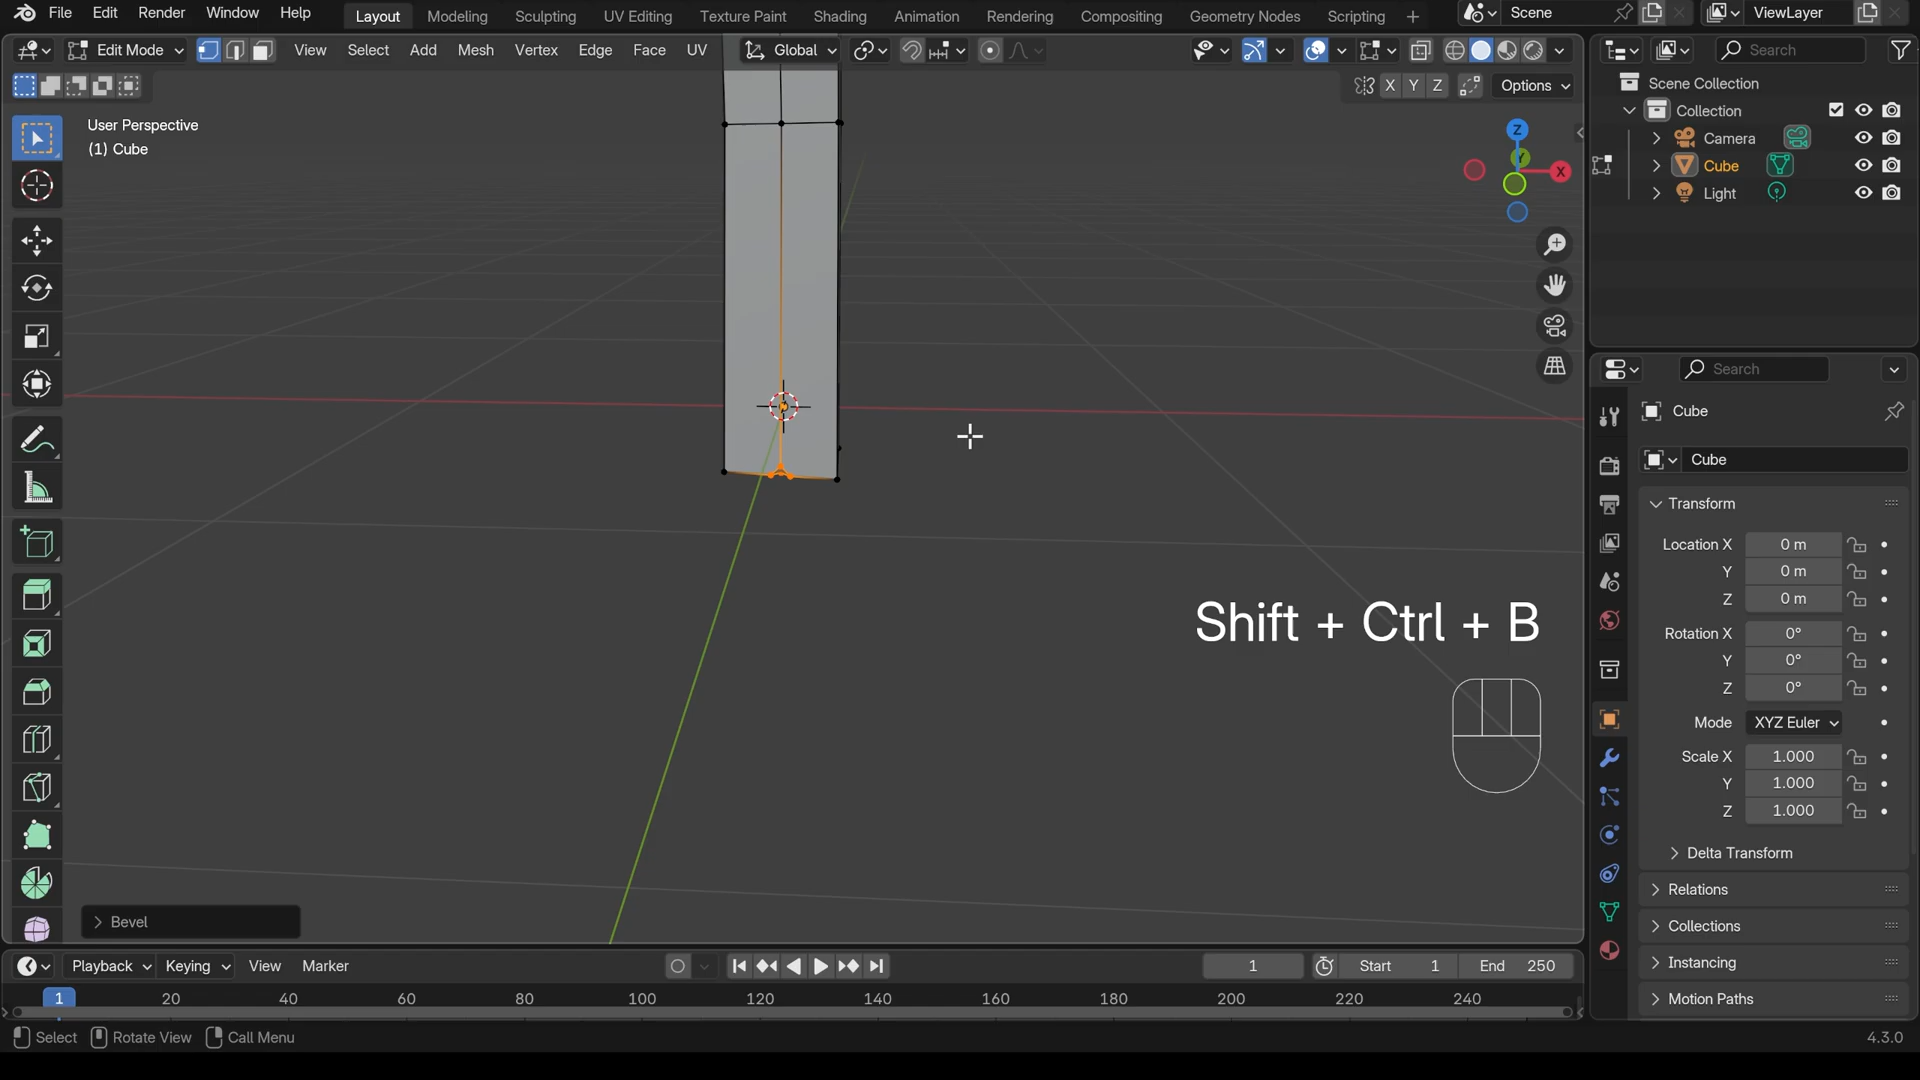 File Edit Render Window Help Layout Modeling Sculpting UV Editing Texture Paint Shading Animation Rendering Compositing Geometry Nodes Scripting + Scene ViewLayer
Edit Mode View Select Add Mesh Vertex Edge Face UV Global Search
X Y Z Options
Scene Collection
User Perspective
(1) Cube
Collection
Camera
Cube
Light
Z
Y
X
Search
Cube
Cube
Transform
Location X 0 m
Y 0 m
Z 0 m
Shift + Ctrl + B
Rotation X 0°
Y 0°
Z 0°
Mode XYZ Euler
Scale X 1.000
Y 1.000
Z 1.000
Delta Transform
Relations
Bevel
Collections
Instancing
Motion Paths
Playback Keying View Marker 1 Start 1 End 250
1 20 40 60 80 100 120 140 160 180 200 220 240
Select Rotate View Call Menu 4.3.0